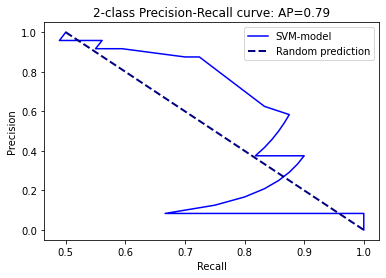 2-class Precision-Recall curve: AP=0.79
SVM-model
Random prediction
Precision
1.0
0.8
0.6
0.4
0.2
0.0
0.5
0.6
0.7
0.8
0.9
1.0
Recall